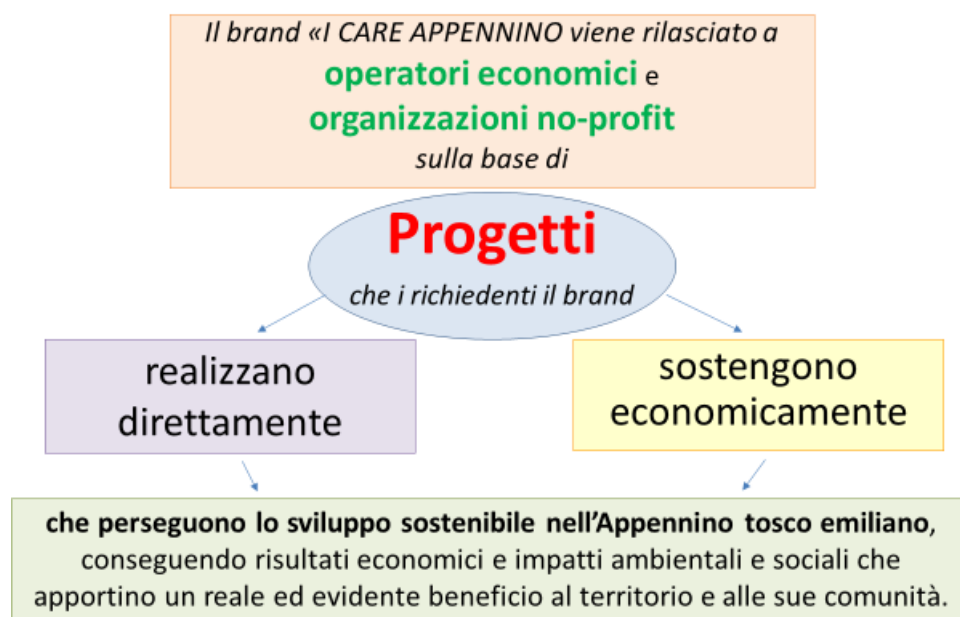 Il brand «I CARE APPENNINO viene rilasciato a
operatori economici e
organizzazioni no-profit
sulla base di
Progetti
che i richiedenti il brand
realizzano
direttamente
sostengono
economicamente
che perseguono lo sviluppo sostenibile nell’Appennino tosco emiliano,
conseguendo risultati economici e impatti ambientali e sociali che
apportino un reale ed evidente beneficio al territorio e alle sue comunità.